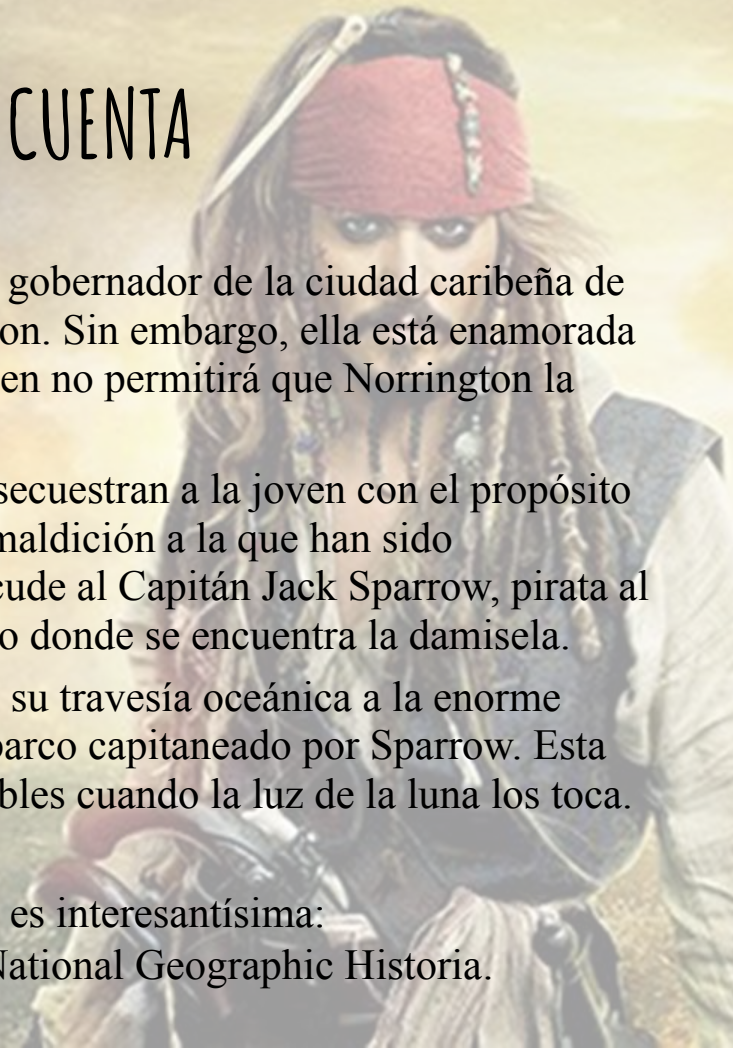 CUENTA
gobernador de la ciudad caribeña de
on. Sin embargo, ella está enamorada
en no permitirá que Norrington la
secuestran a la joven con el propósito
maldición a la que han sido
cude al Capitán Jack Sparrow, pirata al
o donde se encuentra la damisela.
su travesía oceánica a la enorme
barco capitaneado por Sparrow. Esta
bles cuando la luz de la luna los toca.
es interesantísima:
National Geographic Historia.